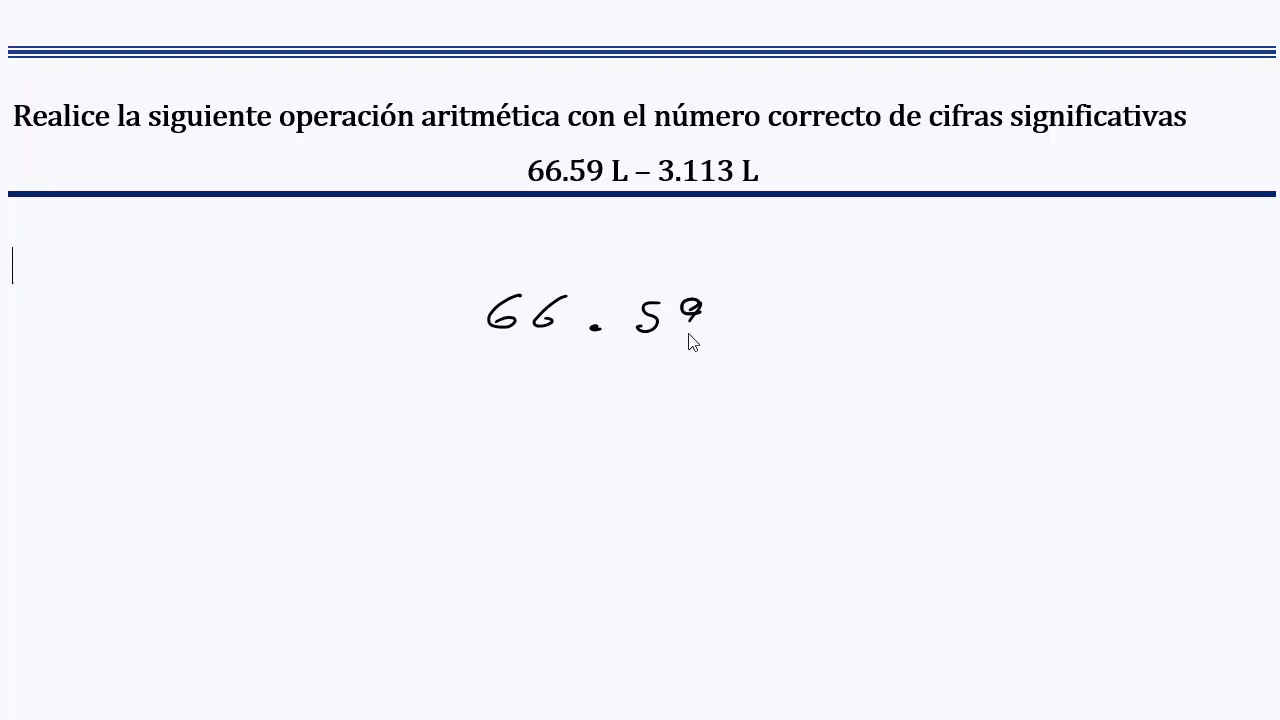 Realice la siguiente operación aritmética con el número correcto de cifras significativas
66.59 L – 3.113 L
66.59